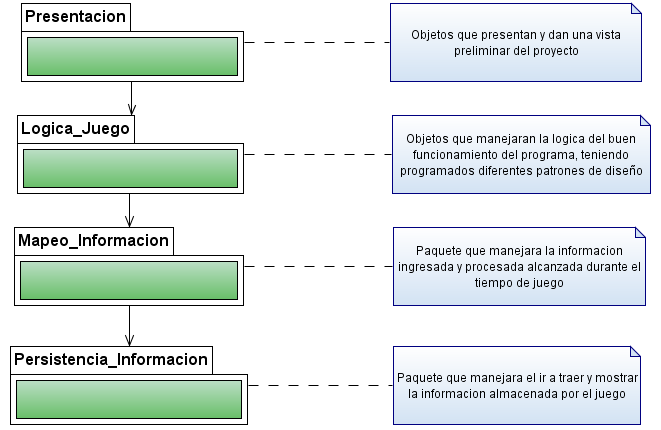 Presentacion
Objetos que presentan y dan una vista
preliminar del proyecto
Logica_Juego
Objetos que manejaran la logica del buen
funcionamiento del programa, teniendo
programados diferentes patrones de diseño
Mapeo_Informacion
Paquete que manejara la informacion
ingresada y procesada alcanzada durante el
tiempo de juego
Persistencia_Informacion
Paquete que manejara el ir a traer y mostrar
la informacion almacenada por el juego